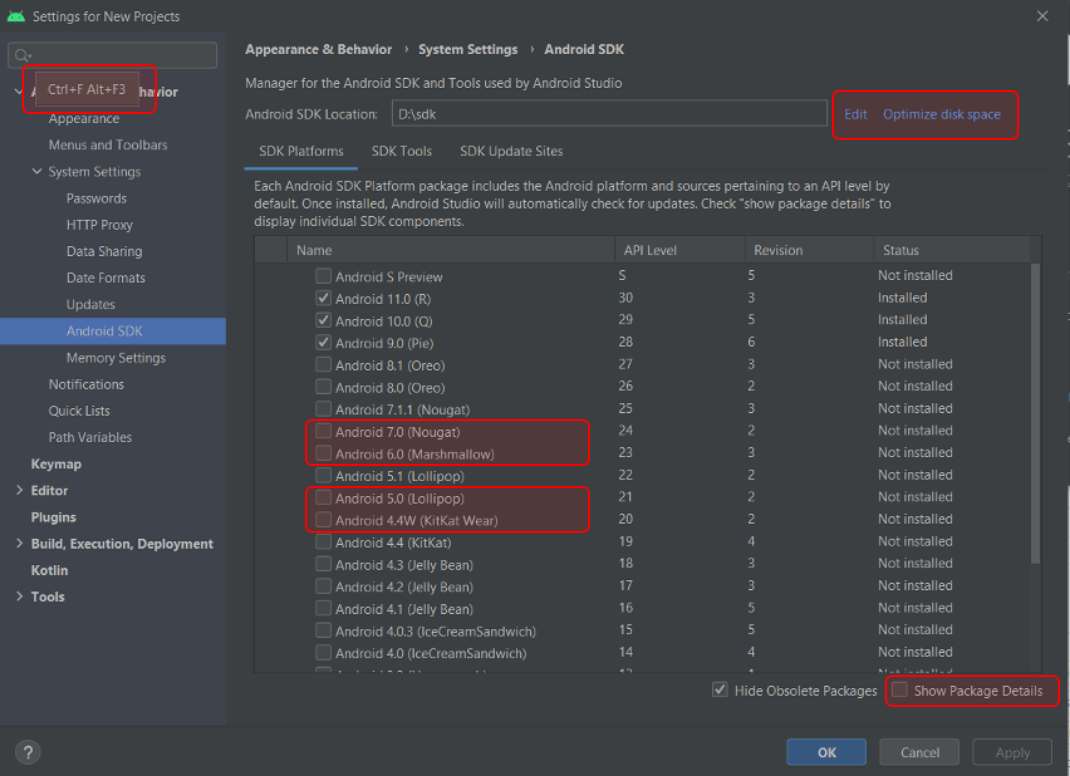 Settings for New Projects
Ctrl+F Alt+F3
havior
Appearance
Menus and Toolbars
System Settings
Passwords
HTTP Proxy
Data Sharing
Date Formats
Updates
Android SDK
Memory Settings
Notifications
Quick Lists
Path Variables
Keymap
Editor
Plugins
Build, Execution, Deployment
Kotlin
Tools
Appearance & Behavior › System Settings › Android SDK
Manager for the Android SDK and Tools used by Android Studio
Android SDK Location: D:\sdk Edit Optimize disk space
SDK Platforms SDK Tools SDK Update Sites
Each Android SDK Platform package includes the Android platform and sources pertaining to an API level by
default. Once installed, Android Studio will automatically check for updates. Check "show package details" to
display individual SDK components.
Name API Level Revision Status
Android S Preview S 5 Not installed
Android 11.0 (R) 30 3 Installed
Android 10.0 (Q) 29 5 Installed
Android 9.0 (Pie) 28 6 Installed
Android 8.1 (Oreo) 27 3 Not installed
Android 8.0 (Oreo) 26 2 Not installed
Android 7.1.1 (Nougat) 25 3 Not installed
Android 7.0 (Nougat) 24 2 Not installed
Android 6.0 (Marshmallow) 23 3 Not installed
Android 5.1 (Lollipop) 22 2 Not installed
Android 5.0 (Lollipop) 21 2 Not installed
Android 4.4W (KitKat Wear) 20 2 Not installed
Android 4.4 (KitKat) 19 4 Not installed
Android 4.3 (Jelly Bean) 18 3 Not installed
Android 4.2 (Jelly Bean) 17 3 Not installed
Android 4.1 (Jelly Bean) 16 5 Not installed
Android 4.0.3 (IceCreamSandwich) 15 5 Not installed
Android 4.0 (IceCreamSandwich) 14 4 Not installed
Hide Obsolete Packages Show Package Details
? OK Cancel Apply